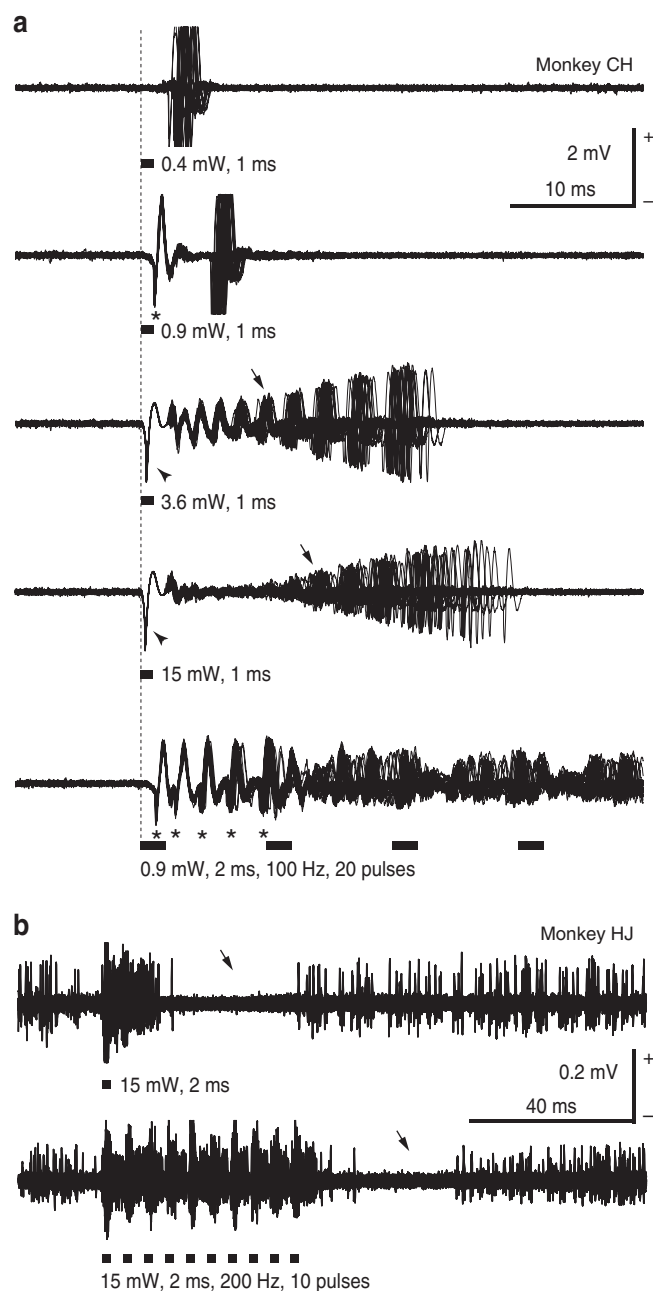 a
Monkey CH
+
2 mV
10 ms
–
0.4 mW, 1 ms
*
0.9 mW, 1 ms
3.6 mW, 1 ms
15 mW, 1 ms
* * * * *
0.9 mW, 2 ms, 100 Hz, 20 pulses
b
Monkey HJ
+
0.2 mV
40 ms
–
15 mW, 2 ms
15 mW, 2 ms, 200 Hz, 10 pulses